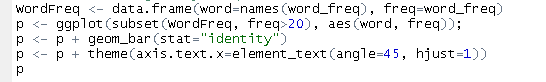 WordFreq <- data.frame(word=names(word_freq), freq=word_freq)
p <- ggplot(subset(WordFreq, freq>20), aes(word, freq));
p <- p + geom_bar(stat="identity")
p <- p + theme(axis.text.x=element_text(angle=45, hjust=1))
p